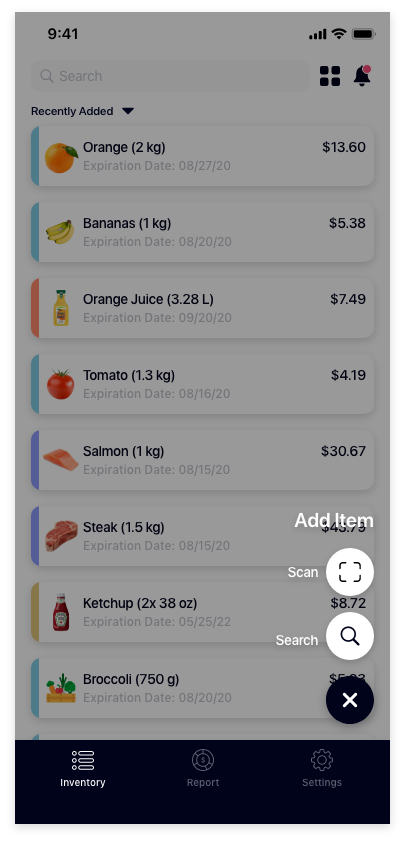 9:41
Search
Recently Added
Orange (2 kg) $13.60
Expiration Date: 08/27/20
Bananas (1 kg) $5.38
Expiration Date: 08/20/20
Orange Juice (3.28 L) $7.49
Expiration Date: 09/20/20
Tomato (1.3 kg) $4.19
Expiration Date: 08/16/20
Salmon (1 kg) $30.67
Expiration Date: 08/15/20
Add Item
Steak (1.5 kg)
Expiration Date: 08/15/20
Scan
Ketchup (2x 38 oz) $8.72
Expiration Date: 05/25/22
Search
Broccoli (750 g)
Expiration Date: 08/20/20
Inventory Report Settings